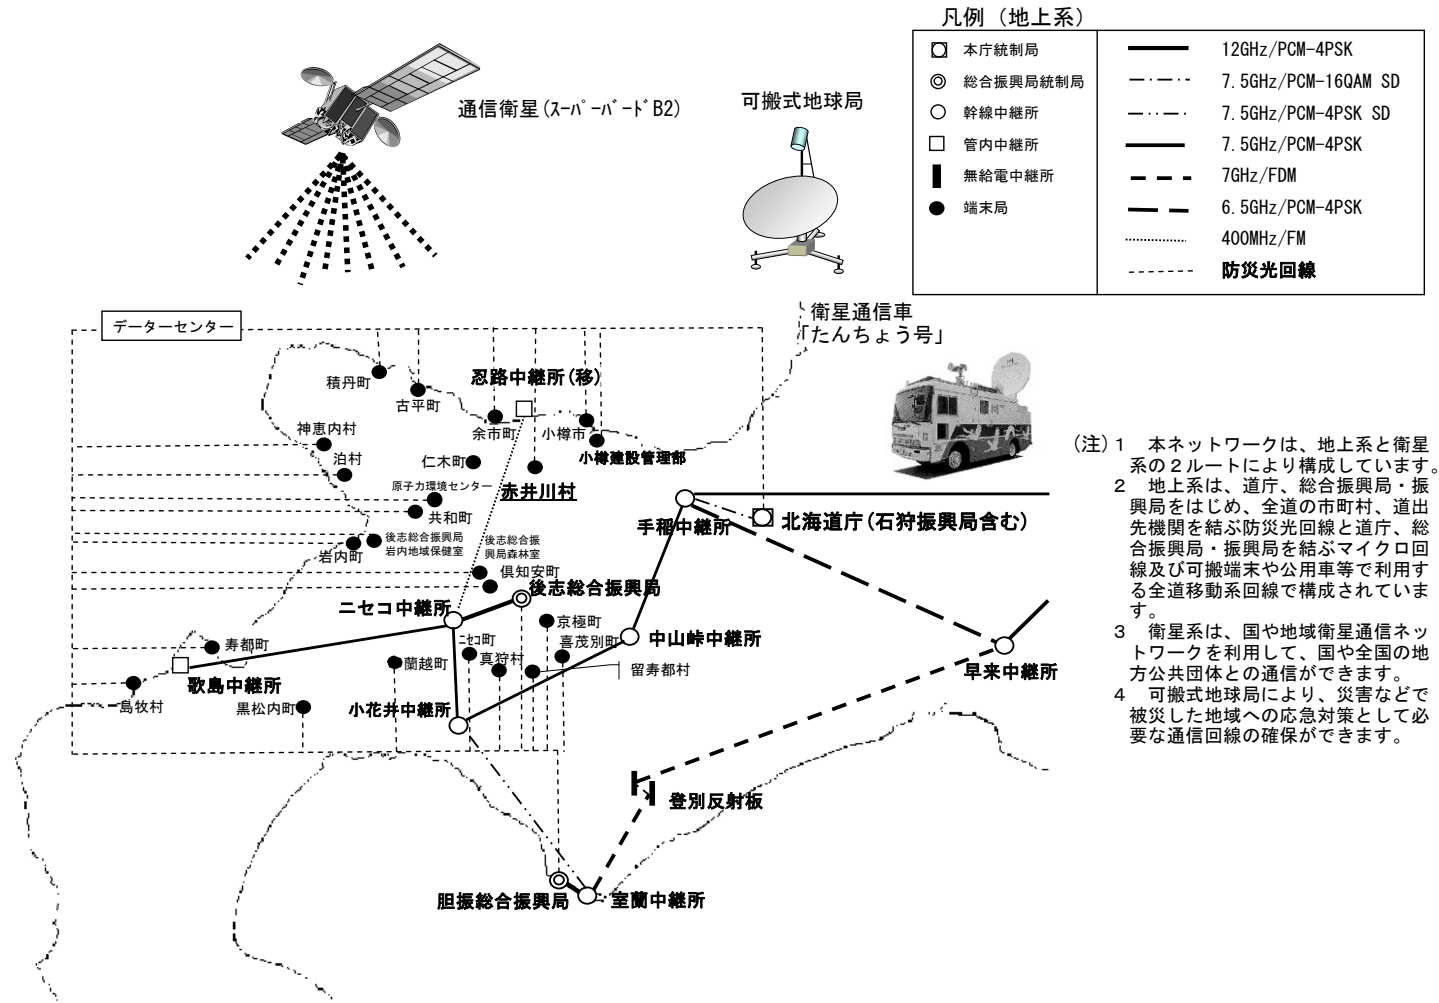 凡例（地上系）
本庁統制局
総合振興局統制局
幹線中継所
管内中継所
無給電中継所
端末局
12GHz/PCM-4PSK
7.5GHz/PCM-16QAM SD
7.5GHz/PCM-4PSK SD
7.5GHz/PCM-4PSK
7GHz/FDM
6.5GHz/PCM-4PSK
400MHz/FM
防災光回線
通信衛星(ｽｰﾊﾟｰﾊﾞｰﾄﾞB2)
可搬式地球局
衛星通信車
「たんちょう号」
データーセンター
積丹町
古平町
忍路中継所(移)
余市町
小樽市
小樽建設管理部
神恵内村
泊村
仁木町
原子力環境センター
赤井川村
共和町
手稲中継所
北海道庁(石狩振興局含む)
後志総合振興局
岩内地域保健室
岩内町
後志総合振
興局森林室
倶知安町
後志総合振興局
ニセコ中継所
京極町
喜茂別町
中山峠中継所
早来中継所
寿都町
ﾆｾｺ町
真狩村
蘭越町
留寿都村
歌島中継所
島牧村
黒松内町
小花井中継所
登別反射板
胆振総合振興局
室蘭中継所
（注）１　本ネットワークは、地上系と衛星
系の２ルートにより構成しています。
２　地上系は、道庁、総合振興局・振
興局をはじめ、全道の市町村、道出
先機関を結ぶ防災光回線と道庁、総
合振興局・振興局を結ぶマイクロ回
線及び可搬端末や公用車等で利用す
る全道移動系回線で構成されていま
す。
３　衛星系は、国や地域衛星通信ネッ
トワークを利用して、国や全国の地
方公共団体との通信ができます。
４　可搬式地球局により、災害などで
被災した地域への応急対策として必
要な通信回線の確保ができます。